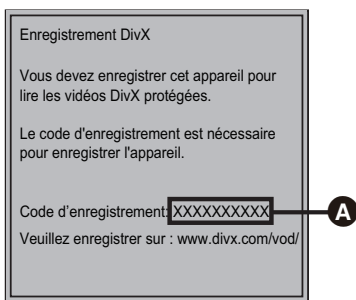 Enregistrement DivX
Vous devez enregistrer cet appareil pour
lire les vidéos DivX protégées.
Le code d'enregistrement est nécessaire
pour enregistrer l'appareil.
Code d’enregistrement: XXXXXXXXXX
A
Veuillez enregistrer sur : www.divx.com/vod/